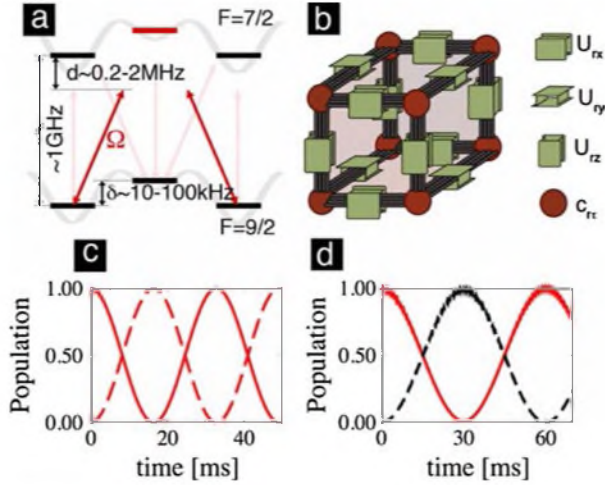 a
F=7/2
d~0.2-2MHz
~1GHz
Ω
δ~10-100kHz
F=9/2
b
U_rx
U_ry
U_rz
c_rτ
c
Population
1.00
0.50
0.00
0 20 40
time [ms]
d
Population
1.00
0.50
0.00
0 30 60
time [ms]